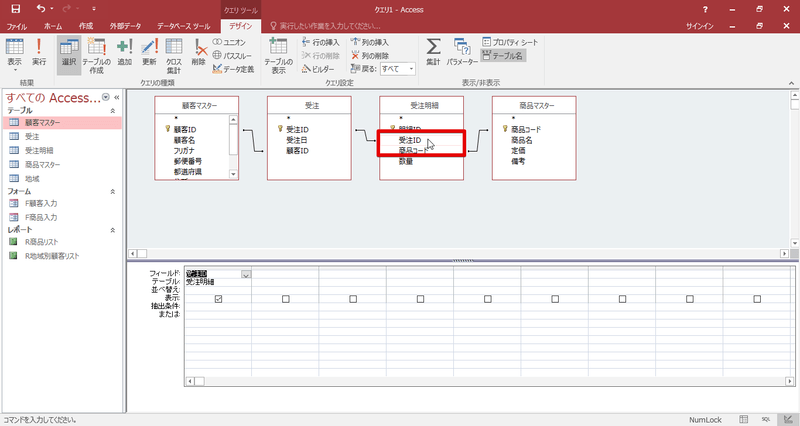 クエリ ツール
クエリ1 - Access
ファイル ホーム 作成 外部データ データベース ツール デザイン 実行したい作業を入力してください。 サインイン
表示
実行
結果
選択
テーブルの作成
追加
更新
クロス集計
削除
ユニオン
パススルー
データ定義
クエリの種類
テーブルの表示
行の挿入
行の削除
ビルダー
列の挿入
列の削除
戻る: すべて
クエリ設定
集計
パラメーター
プロパティ シート
テーブル名
表示/非表示
すべての Access...
テーブル
顧客マスター
受注
受注明細
商品マスター
地域
フォーム
F顧客入力
F商品入力
レポート
R商品リスト
R地域別顧客リスト
顧客マスター
*
顧客ID
顧客名
フリガナ
郵便番号
都道府県
受注
*
受注ID
受注日
顧客ID
受注明細
*
明細ID
受注ID
商品コード
数量
商品マスター
*
商品コード
商品名
定価
備考
フィールド: 受注ID
テーブル: 受注明細
並べ替え:
表示:
抽出条件:
または:
コマンドを入力してください。
NumLock
SQL